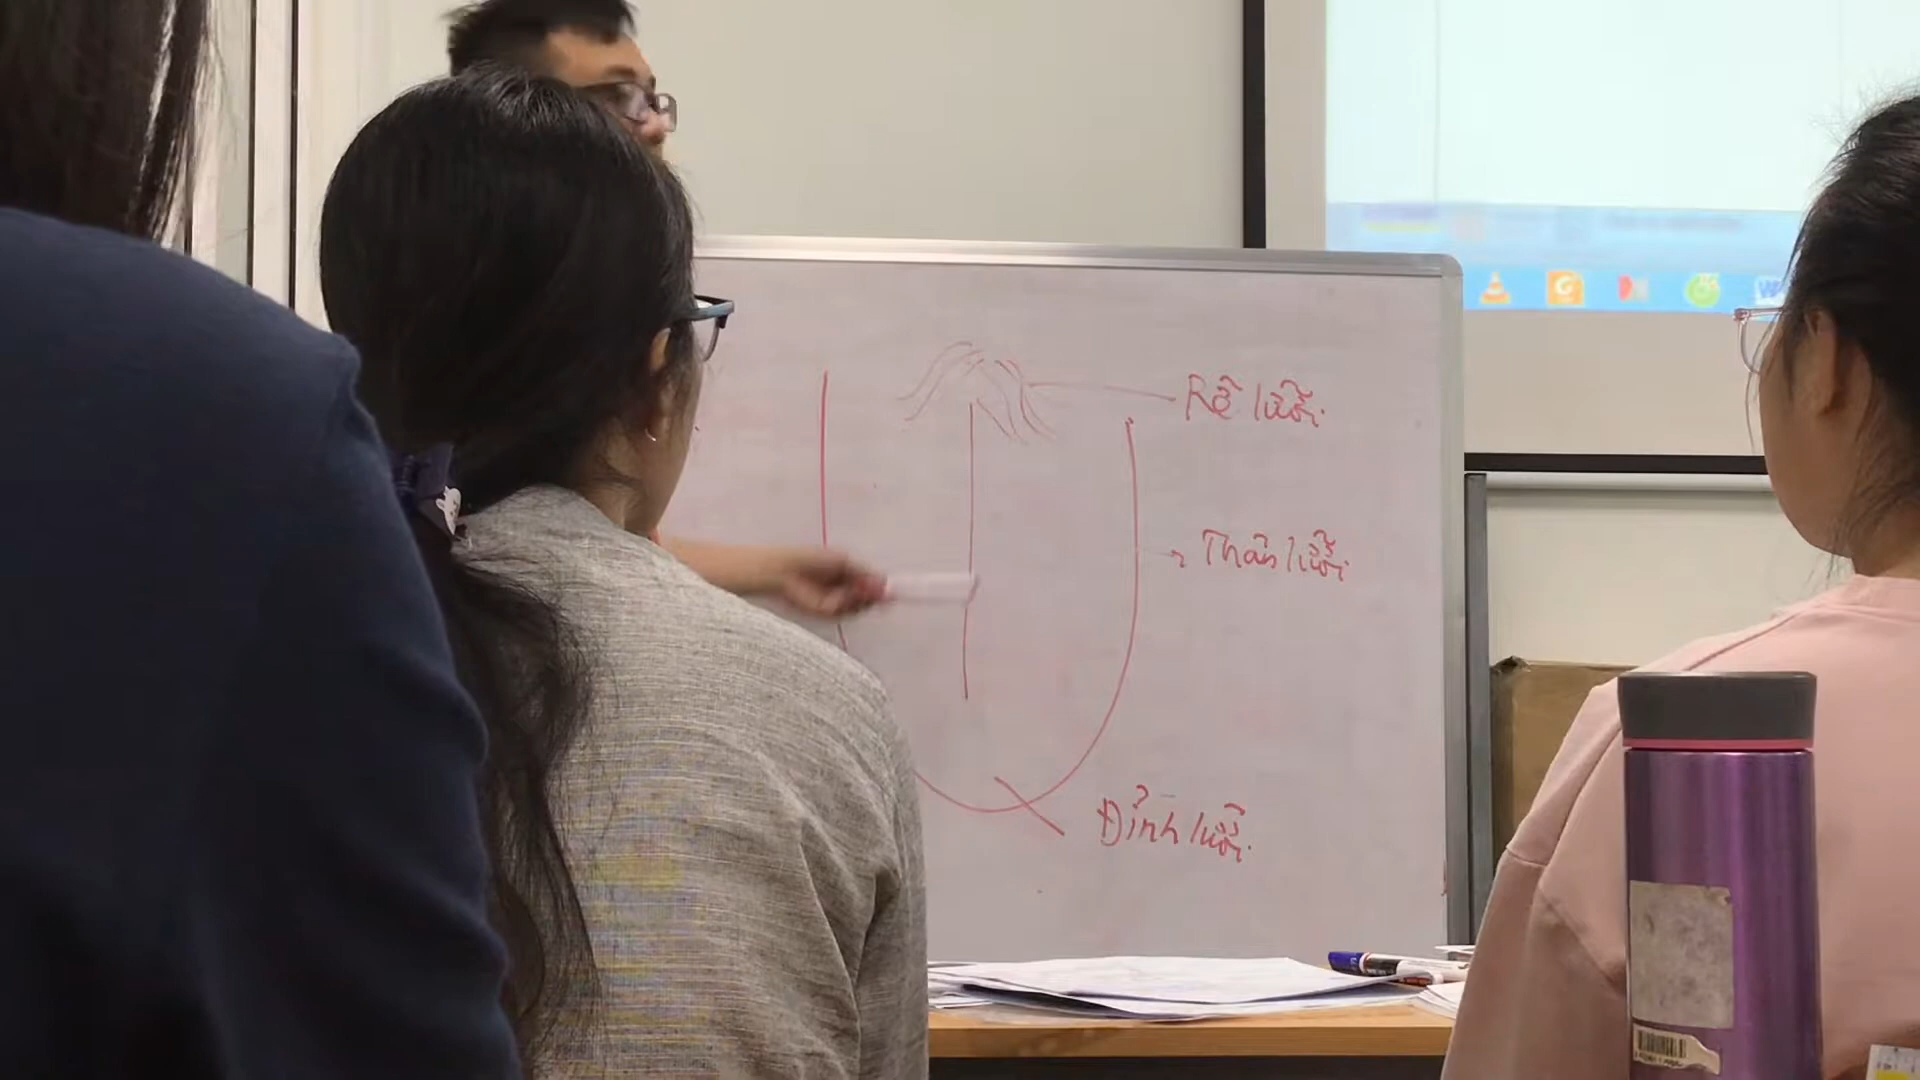 Rễ lưỡi
Thân lưỡi
Đỉnh lưỡi